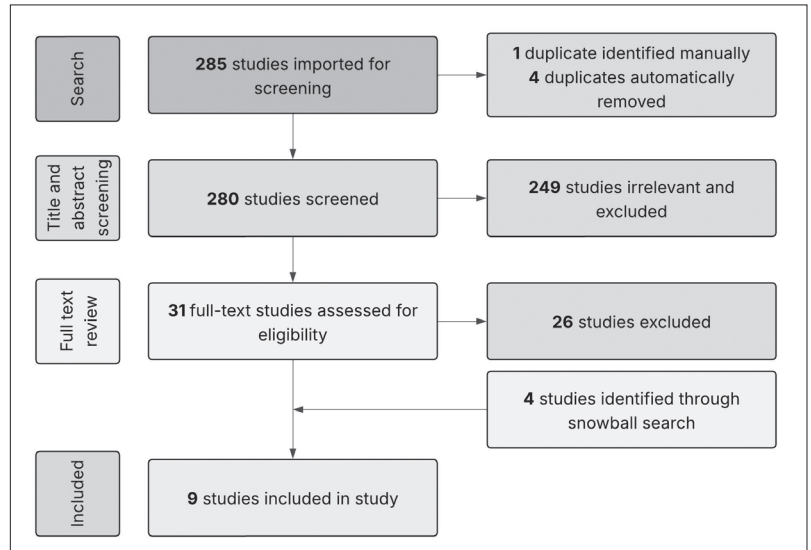 Search
285 studies imported for
screening
1 duplicate identified manually
4 duplicates automatically
removed
Title and
abstract
screening
280 studies screened
249 studies irrelevant and
excluded
Full text
review
31 full-text studies assessed for
eligibility
26 studies excluded
4 studies identified through
snowball search
Included
9 studies included in study